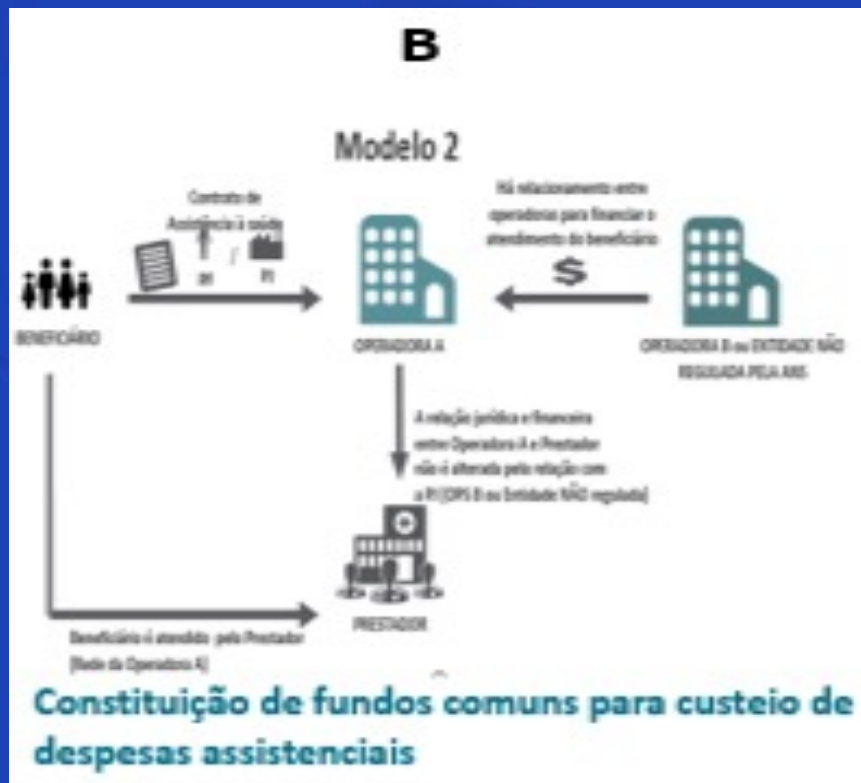 B
Modelo 2
Contrato de
Assistência à saúde
PF / PJ
Há relacionamento entre
operadoras para financiar o
atendimento do beneficiário
$
BENEFICIÁRIO
OPERADORA A
OPERADORA B ou ENTIDADE NÃO
REGULADA PELA ANS
A relação jurídica e financeira
entre Operadora A e Prestador
não é alterada pela relação com
a PJ [OPS B ou Entidade NÃO regulada]
PRESTADOR
Beneficiário é atendido pelo Prestador
[Rede da Operadora A]
Constituição de fundos comuns para custeio de
despesas assistenciais